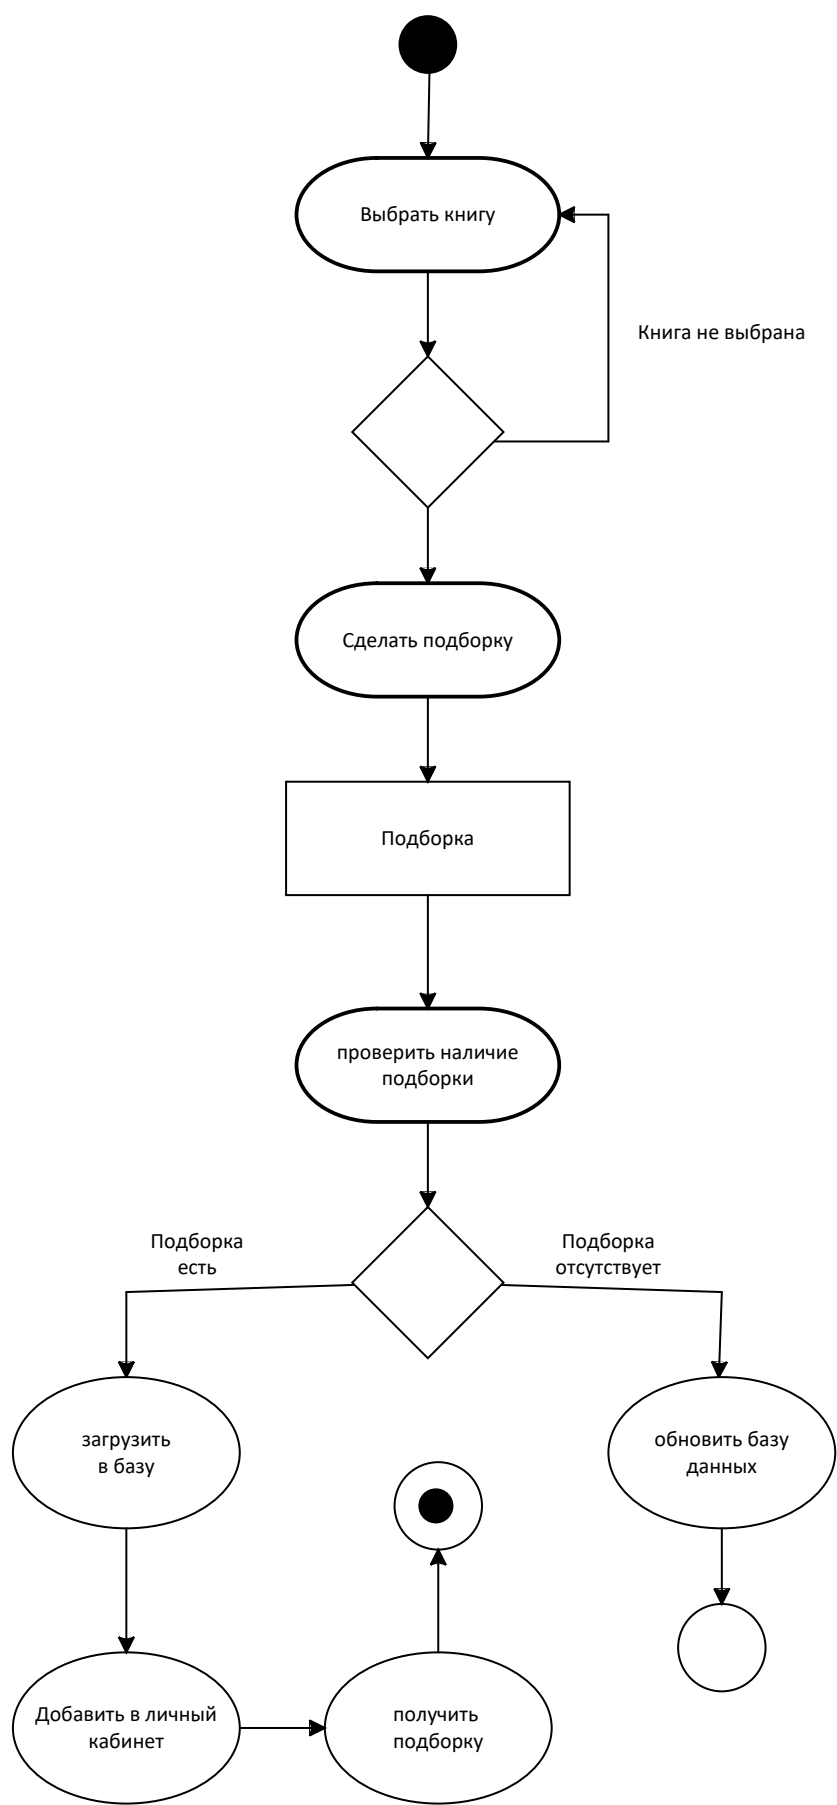 Выбрать книгу
Книга не выбрана
Сделать подборку
Подборка
проверить наличие
подборки
Подборка
есть
Подборка
отсутствует
загрузить
в базу
обновить базу
данных
Добавить в личный
кабинет
получить
подборку